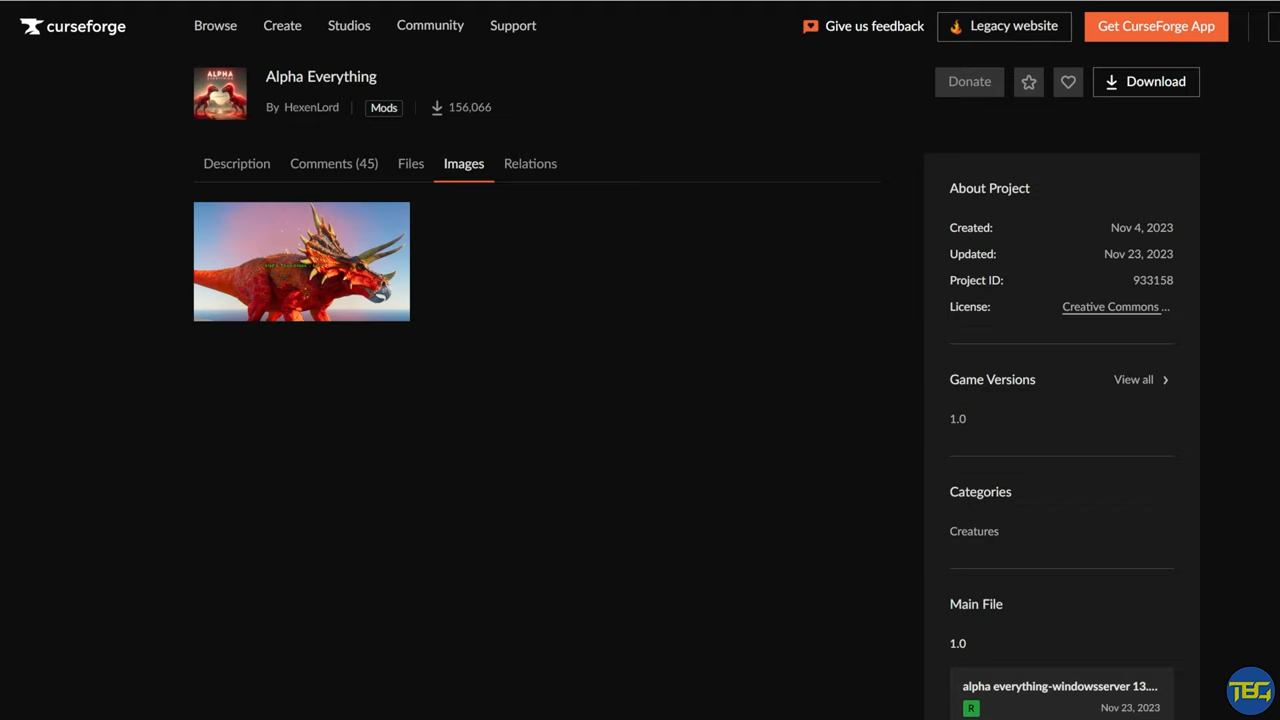 curseforge
Browse
Create
Studios
Community
Support
Give us feedback
Legacy website
Get CurseForge App
ALPHA
Alpha Everything
By HexenLord
Mods
156,066
Donate
Download
Description
Comments (45)
Files
Images
Relations
About Project
Created: Nov 4, 2023
Updated: Nov 23, 2023
Project ID: 933158
License: Creative Commons ...
Game Versions
View all
1.0
Categories
Creatures
Main File
1.0
alpha everything-windowsserver 13....
R
Nov 23, 2023
TBG